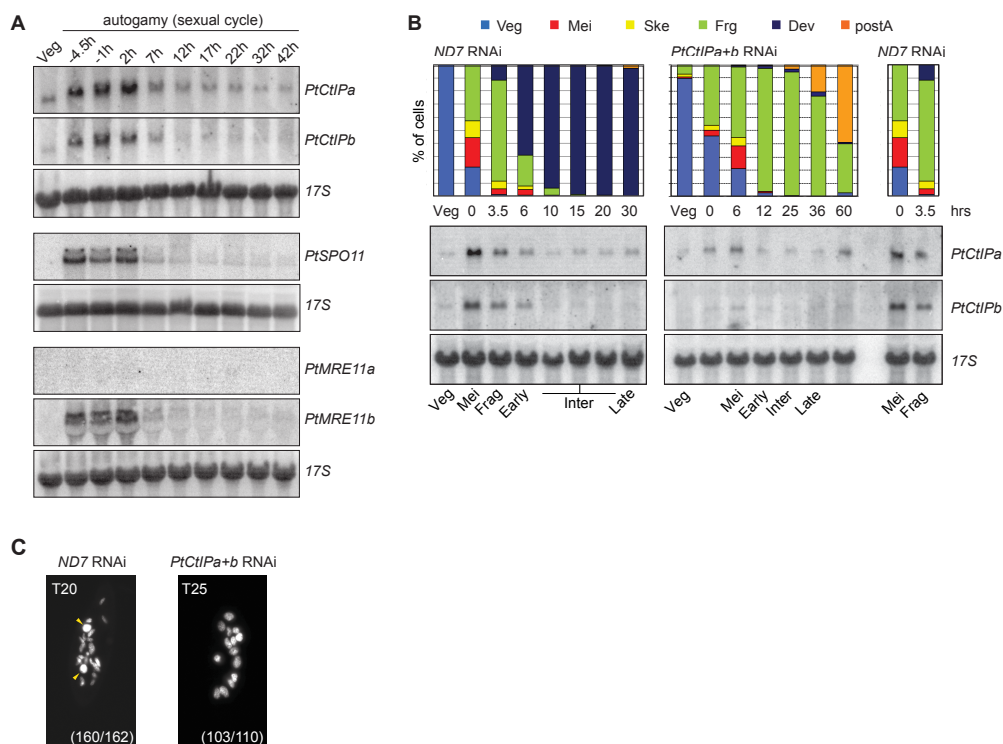 A
autogamy (sexual cycle)
Veg -4.5h -1h 2h 7h 12h 17h 22h 32h 42h
PtCtIPa
PtCtIPb
17S
PtSPO11
17S
PtMRE11a
PtMRE11b
17S
B
Veg Mei Ske Frg Dev postA
ND7 RNAi PtCtIPa+b RNAi ND7 RNAi
% of cells
Veg 0 3.5 6 10 15 20 30 Veg 0 6 12 25 36 60 0 3.5 hrs
PtCtIPa
PtCtIPb
17S
Veg Mei Frag Early Inter Late Veg Mei Early Inter Late Mei Frag
C
ND7 RNAi PtCtIPa+b RNAi
T20 T25
(160/162) (103/110)